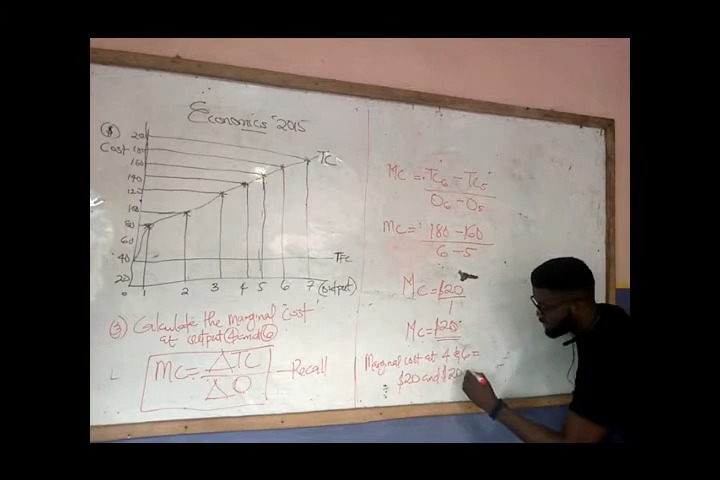 Economics 2015
($)
Cost
200
180
160
140
120
100
80
60
40
20
0 1 2 3 4 5 6 7 (Output)
TC
TFC
(3) Calculate the marginal cost
at output (4) and (6)
MC = ΔTC / ΔO - Recall
MC = TC6 - TC5
O6 - O5
MC = 180 - 160
6 - 5
MC = $20
1
MC = $20
Marginal cost at 4 & 6 =
$20 and $20